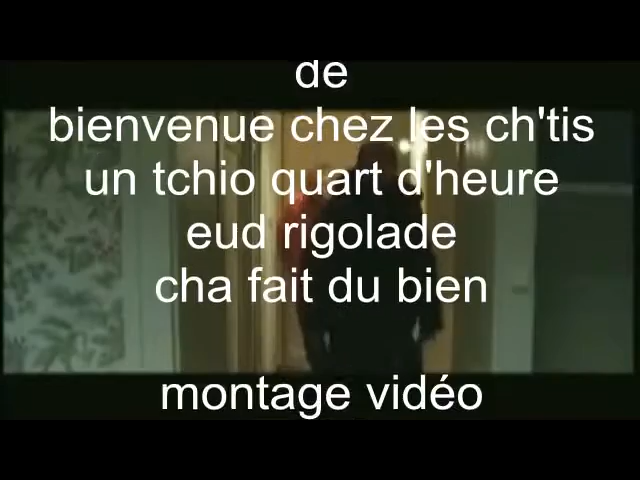 de
bienvenue chez les ch'tis
un tchio quart d'heure
eud rigolade
cha fait du bien
montage vidéo